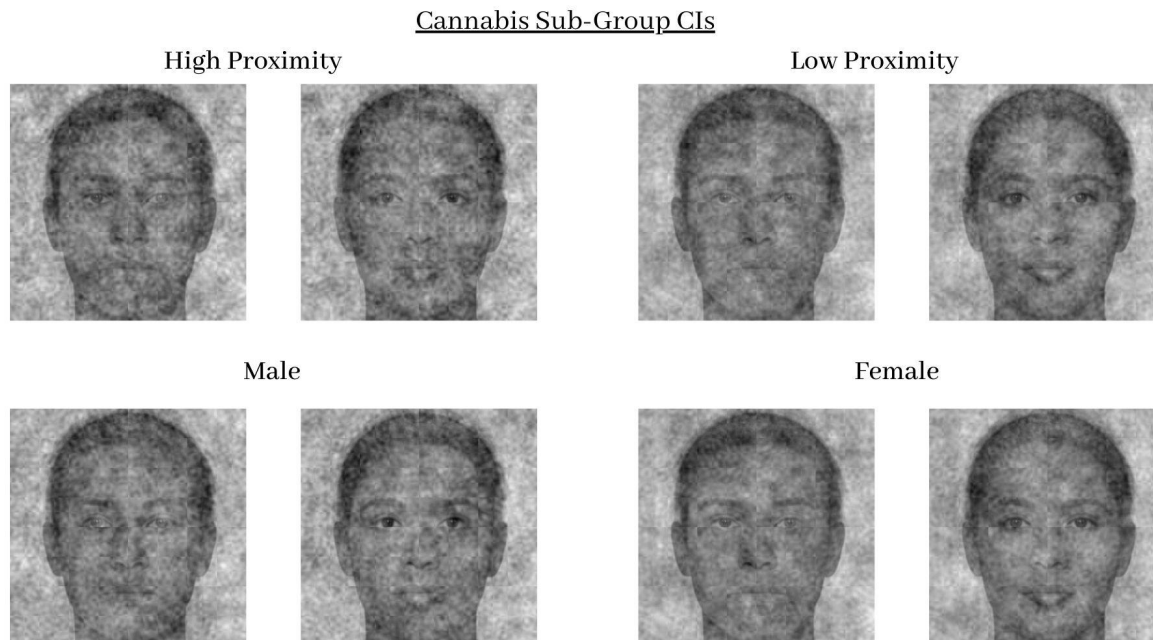 Cannabis Sub-Group CIs
High Proximity
Low Proximity
Male
Female